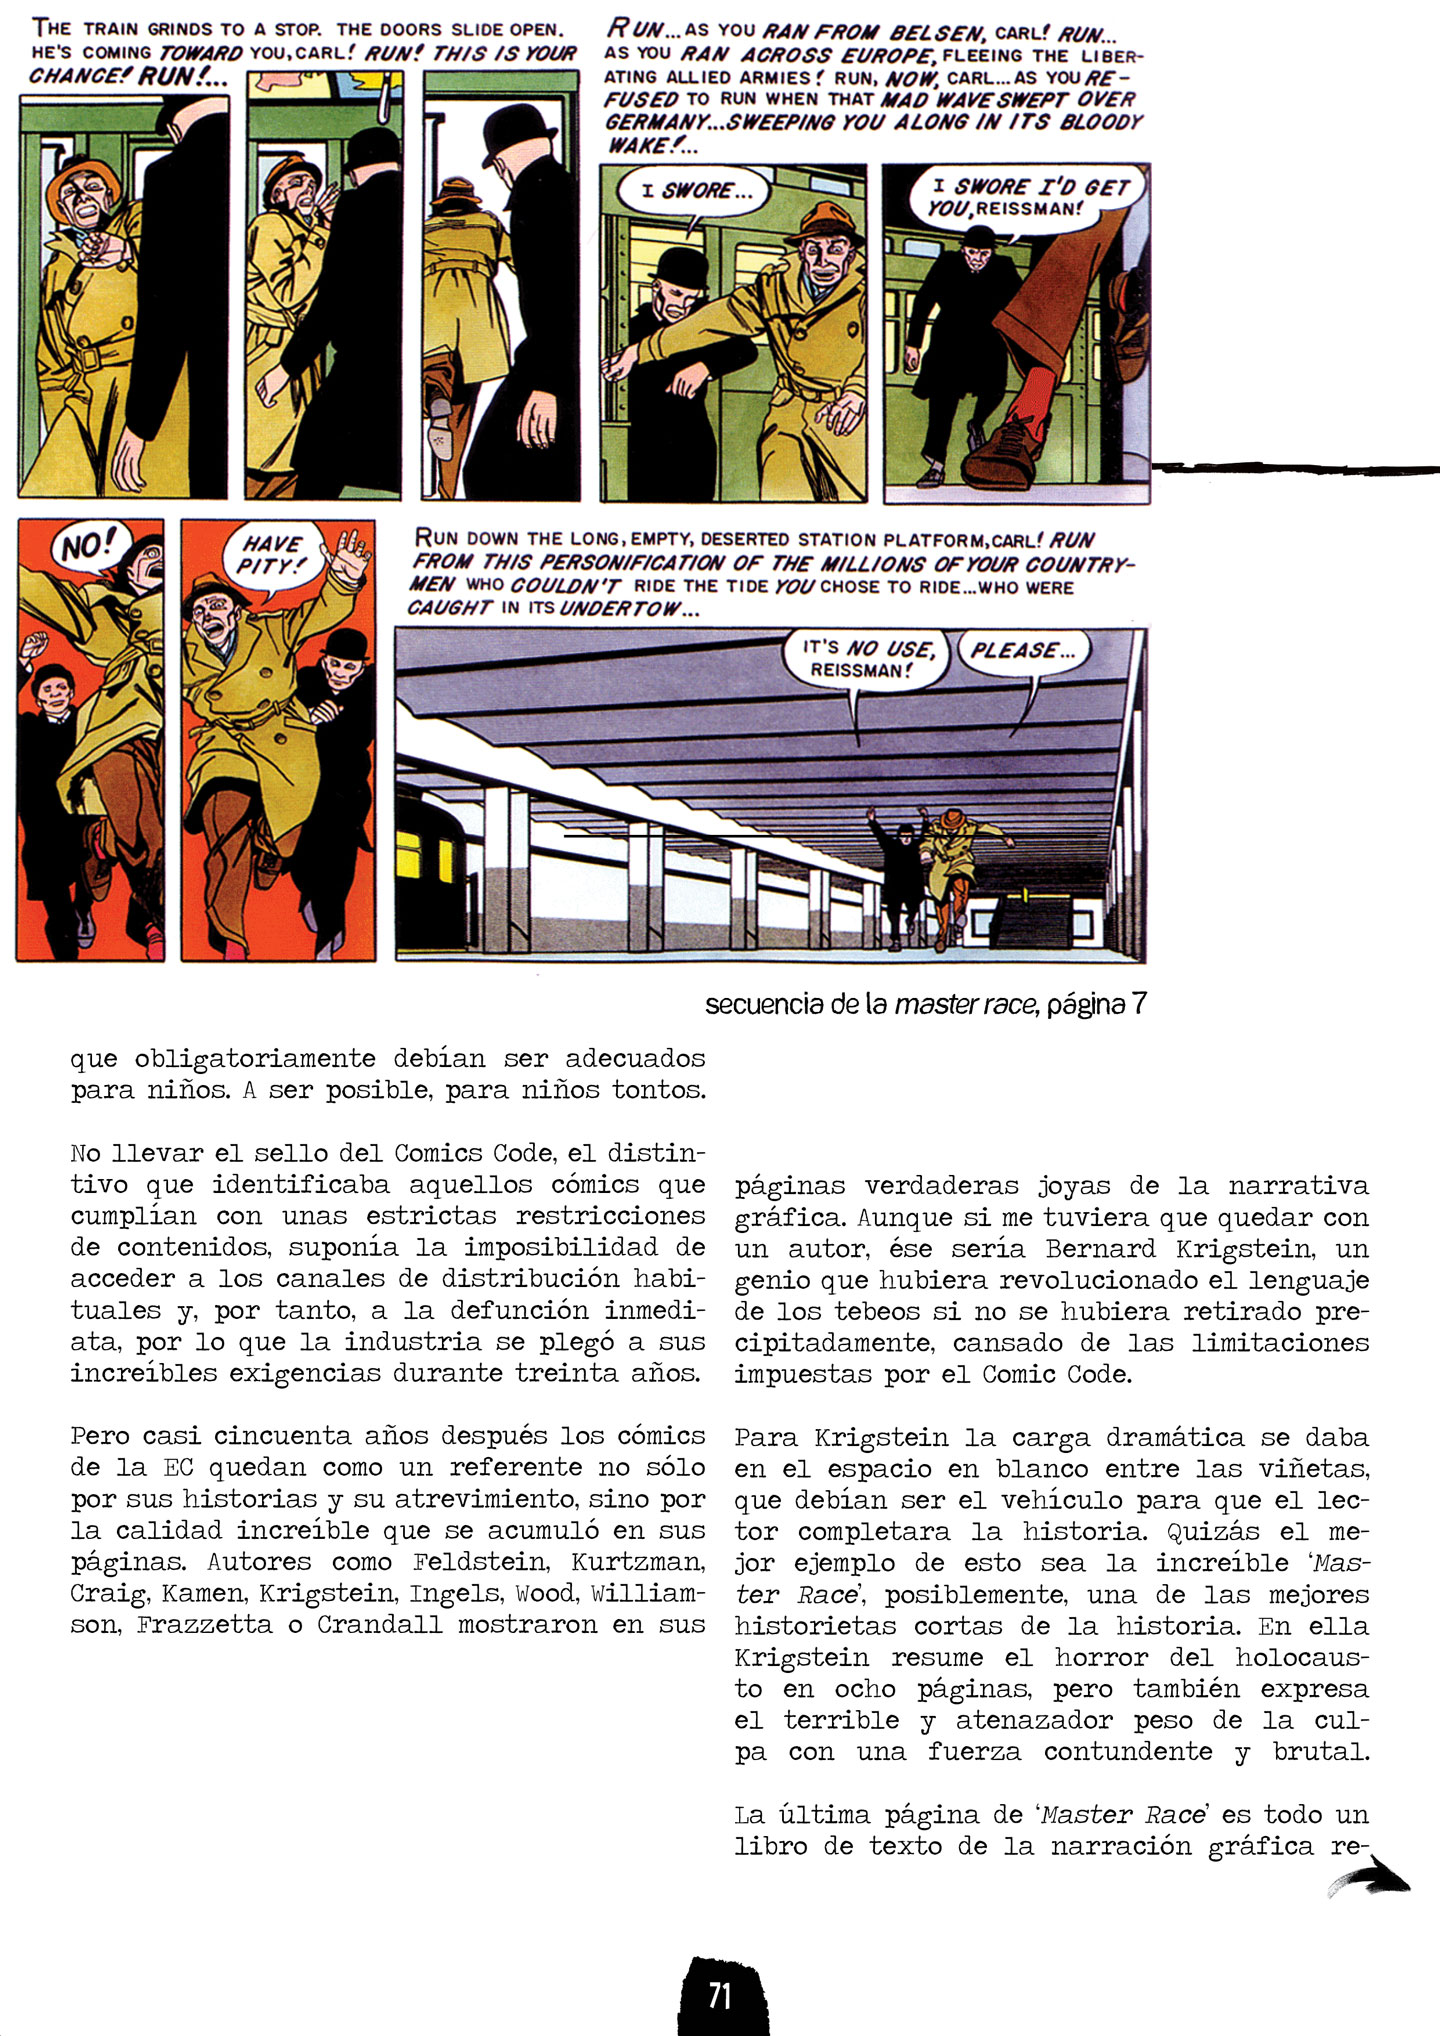 THE TRAIN GRINDS TO A STOP. THE DOORS SLIDE OPEN.
HE'S COMING TOWARD YOU, CARL! RUN! THIS IS YOUR
CHANCE! RUN!...
RUN... AS YOU RAN FROM BELSEN, CARL! RUN...
AS YOU RAN ACROSS EUROPE, FLEEING THE LIBER-
ATING ALLIED ARMIES! RUN, NOW, CARL... AS YOU RE-
FUSED TO RUN WHEN THAT MAD WAVE SWEPT OVER
GERMANY...SWEEPING YOU ALONG IN ITS BLOODY
WAKE!...
I SWORE...
I SWORE I'D GET
YOU, REISSMAN!
NO!
HAVE
PITY!
RUN DOWN THE LONG, EMPTY, DESERTED STATION PLATFORM, CARL! RUN
FROM THIS PERSONIFICATION OF THE MILLIONS OF YOUR COUNTRY-
MEN WHO COULDN'T RIDE THE TIDE YOU CHOSE TO RIDE... WHO WERE
CAUGHT IN ITS UNDERTOW...
IT'S NO USE,
REISSMAN!
PLEASE...
secuencia de la master race, página 7
que obligatoriamente debían ser adecuados
para niños. A ser posible, para niños tontos.
No llevar el sello del Comics Code, el distin-
tivo que identificaba aquellos cómics que
cumplían con unas estrictas restricciones
de contenidos, suponía la imposibilidad de
acceder a los canales de distribución habi-
tuales y, por tanto, a la defunción inmedi-
ata, por lo que la industria se plegó a sus
increíbles exigencias durante treinta años.
Pero casi cincuenta años después los cómics
de la EC quedan como un referente no sólo
por sus historias y su atrevimiento, sino por
la calidad increíble que se acumuló en sus
páginas. Autores como Feldstein, Kurtzman,
Craig, Kamen, Krigstein, Ingels, Wood, William-
son, Frazzetta o Crandall mostraron en sus
páginas verdaderas joyas de la narrativa
gráfica. Aunque si me tuviera que quedar con
un autor, ése sería Bernard Krigstein, un
genio que hubiera revolucionado el lenguaje
de los tebeos si no se hubiera retirado pre-
cipitadamente, cansado de las limitaciones
impuestas por el Comic Code.
Para Krigstein la carga dramática se daba
en el espacio en blanco entre las viñetas,
que debían ser el vehículo para que el lec-
tor completara la historia. Quizás el me-
jor ejemplo de esto sea la increíble ‘Mas-
ter Race’, posiblemente, una de las mejores
historietas cortas de la historia. En ella
Krigstein resume el horror del holocaus-
to en ocho páginas, pero también expresa
el terrible y atenazador peso de la cul-
pa con una fuerza contundente y brutal.
La última página de ‘Master Race’ es todo un
libro de texto de la narración gráfica re-
71